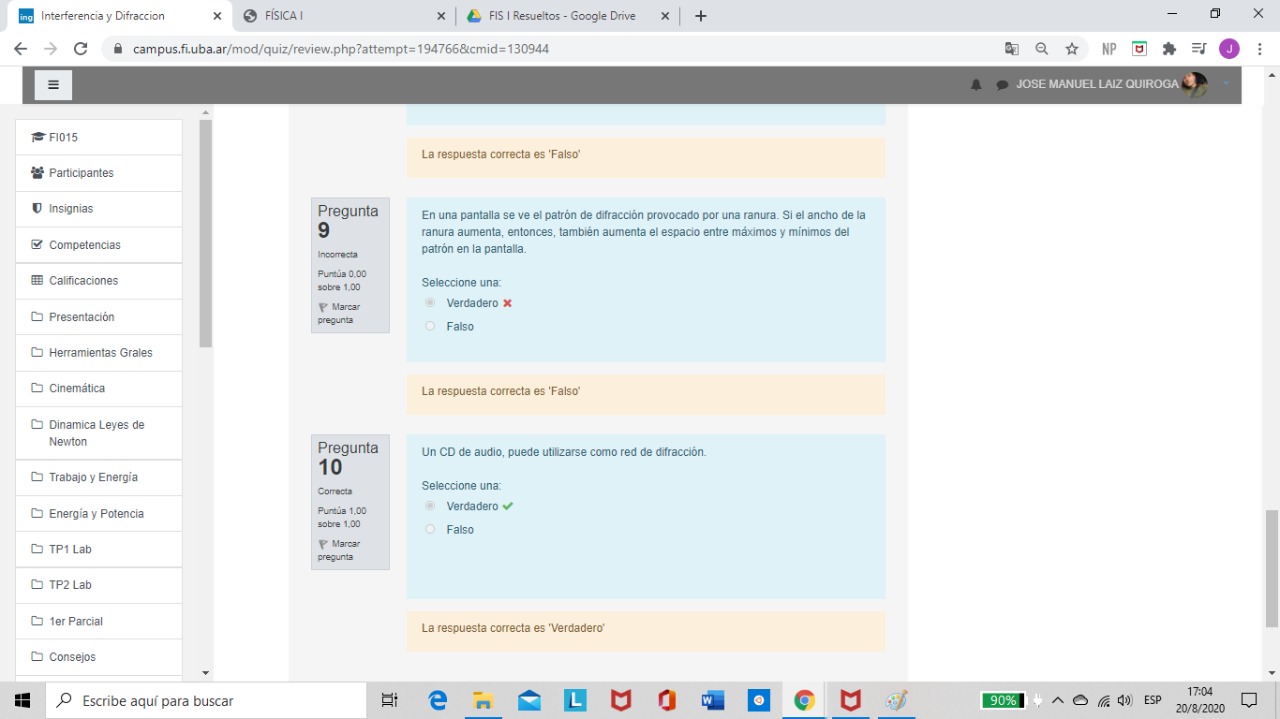 ing Interferencia y Difraccion
FÍSICA I
FIS I Resueltos - Google Drive
campus.fi.uba.ar/mod/quiz/review.php?attempt=194766&cmid=130944
NP
J
JOSE MANUEL LAIZ QUIROGA
FI015
Participantes
Insignias
Competencias
Calificaciones
Presentación
Herramientas Grales
Cinemática
Dinamica Leyes de
Newton
Trabajo y Energía
Energía y Potencia
TP1 Lab
TP2 Lab
1er Parcial
Consejos
La respuesta correcta es 'Falso'
Pregunta
9
Incorrecta
Puntúa 0,00
sobre 1,00
Marcar
pregunta
En una pantalla se ve el patrón de difracción provocado por una ranura. Si el ancho de la
ranura aumenta, entonces, también aumenta el espacio entre máximos y mínimos del
patrón en la pantalla.
Seleccione una:
Verdadero
Falso
La respuesta correcta es 'Falso'
Pregunta
10
Correcta
Puntúa 1,00
sobre 1,00
Marcar
pregunta
Un CD de audio, puede utilizarse como red de difracción.
Seleccione una:
Verdadero
Falso
La respuesta correcta es 'Verdadero'
Escribe aquí para buscar
L
90%
ESP
17:04
20/8/2020